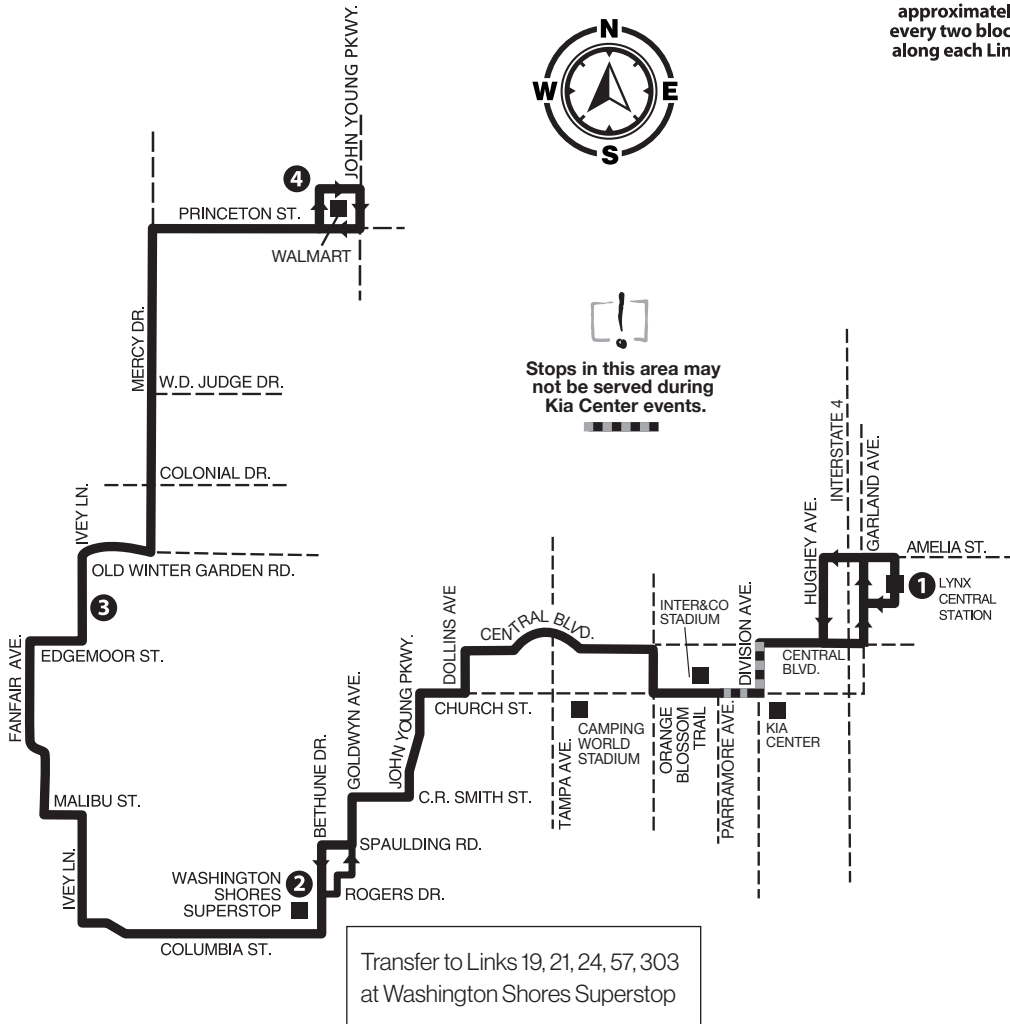 approximatel
every two bloc
along each Lin
JOHN YOUNG PKWY.
N
W
E
S
4
PRINCETON ST.
WALMART
MERCY DR.
W.D. JUDGE DR.
COLONIAL DR.
IVEY LN.
OLD WINTER GARDEN RD.
3
EDGEMOOR ST.
FANFAIR AVE.
MALIBU ST.
IVEY LN.
COLUMBIA ST.
!
Stops in this area may
not be served during
Kia Center events.
INTERSTATE 4
GARLAND AVE.
HUGHEY AVE.
AMELIA ST.
1
LYNX
CENTRAL
STATION
INTER&CO
STADIUM
DIVISION AVE.
CENTRAL
BLVD.
CENTRAL BLVD.
DOLLINS AVE
CHURCH ST.
CAMPING
WORLD
STADIUM
TAMPA AVE.
ORANGE
BLOSSOM
TRAIL
PARRAMORE AVE.
KIA
CENTER
JOHN YOUNG PKWY.
C.R. SMITH ST.
GOLDWYN AVE.
BETHUNE DR.
SPAULDING RD.
ROGERS DR.
WASHINGTON
SHORES
SUPERSTOP
2
Transfer to Links 19, 21, 24, 57, 303
at Washington Shores Superstop